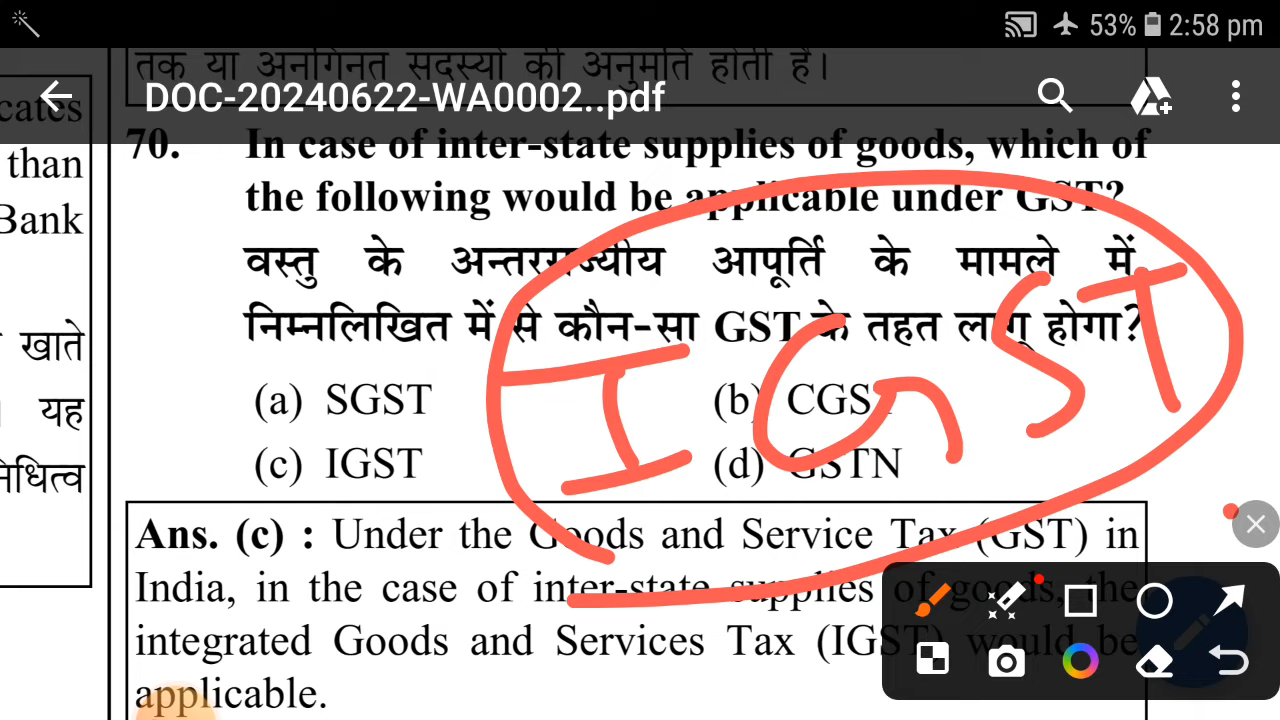 53% 2:58 pm
तक या अनगिनत सदस्यों की अनुमति होती है।
DOC-20240622-WA0002..pdf
cates
than
Bank
खाते
यह
70. In case of inter-state supplies of goods, which of
the following would be applicable under GST?
वस्तु के अन्तरराज्यीय आपूर्ति के मामले में
निम्नलिखित में से कौन-सा GST के तहत लागू होगा?
(a) SGST (b) CGST
(c) IGST (d) GSTN
IGST
Ans. (c) : Under the Goods and Service Tax (GST) in
India, in the case of inter-state supplies of goods, the
integrated Goods and Services Tax (IGST) would be
applicable.